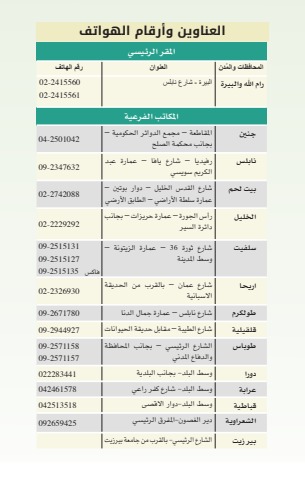 العناوين وأرقام الهواتف
المقر الرئيسي
المحافظات والمدن العنوان رقم الهاتف
رام الله والبيرة البيرة - شارع نابلس 02-2415560
02-2415561
المكاتب الفرعية
جنين المقاطعة – مجمع الدوائر الحكومية – 04-2501042
بجانب محكمة الصلح
نابلس رفيديا – شارع يافا – عمارة عبد 09-2347632
الكريم سويسي
بيت لحم شارع القدس الخليل – دوار بوتين – 02-2742088
عمارة سلطة الأراضي – الطابق الأرضي
الخليل رأس الجورة – عمارة حريزات – بجانب 02-2229292
دائرة السير
سلفيت شارع ثورة 36 – عمارة الزيتونة – 09-2515131
وسط المدينة 09-2515127
فاكس 09-2515135
اريحا شارع عمان – بالقرب من الحديقة 02-2326930
الاسبانية
طولكرم شارع نابلس – عمارة جمال الدنا 09-2671780
قلقيلية شارع الطيبة – مقابل حديقة الحيوانات 09-2944927
طوباس الشارع الرئيسي – بجانب المحافظة 09-2571158
والدفاع المدني 09-2571157
دورا وسط البلد- بجانب البلدية 022283441
عرابة وسط البلد- شارع كفر راعي 042461578
قباطية وسط البلد-دوار الاقصى 042513518
الشعراوية دير الغصون-المفرق الرئيسي 092659425
بير زيت الشارع الرئيسي- بالقرب من جامعة بيرزيت